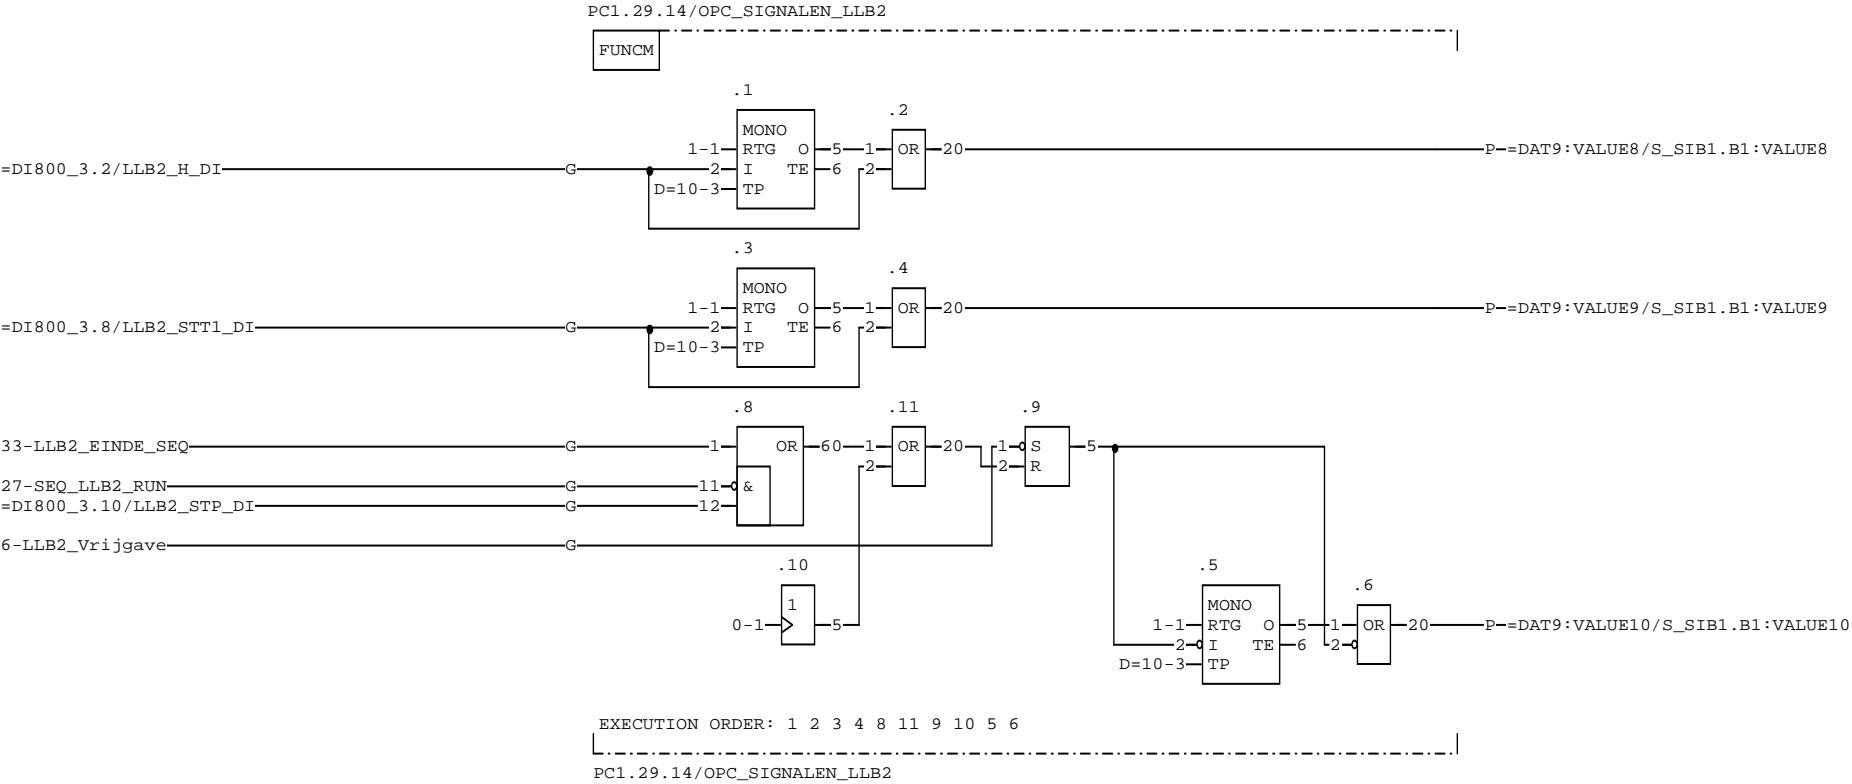 PC1.29.14/OPC_SIGNALEN_LLB2
FUNCM
.1
.2
MONO
1-1 RTG O 5 1 OR 20 P =DAT9:VALUE8/S_SIB1.B1:VALUE8
=DI800_3.2/LLB2_H_DI G 2 I TE 6 2
D=10-3 TP
.3
.4
MONO
1-1 RTG O 5 1 OR 20 P =DAT9:VALUE9/S_SIB1.B1:VALUE9
=DI800_3.8/LLB2_STT1_DI G 2 I TE 6 2
D=10-3 TP
.8 .11 .9
33-LLB2_EINDE_SEQ G 1 OR 60 1 OR 20 1 S 5
2 2 R
27-SEQ_LLB2_RUN G 11 &
=DI800_3.10/LLB2_STP_DI G 12
6-LLB2_Vrijgave G
.10 .5
.6
1 MONO
0-1 5 1-1 RTG O 5 1 OR 20 P =DAT9:VALUE10/S_SIB1.B1:VALUE10
2 I TE 6 2
D=10-3 TP
EXECUTION ORDER: 1 2 3 4 8 11 9 10 5 6
PC1.29.14/OPC_SIGNALEN_LLB2